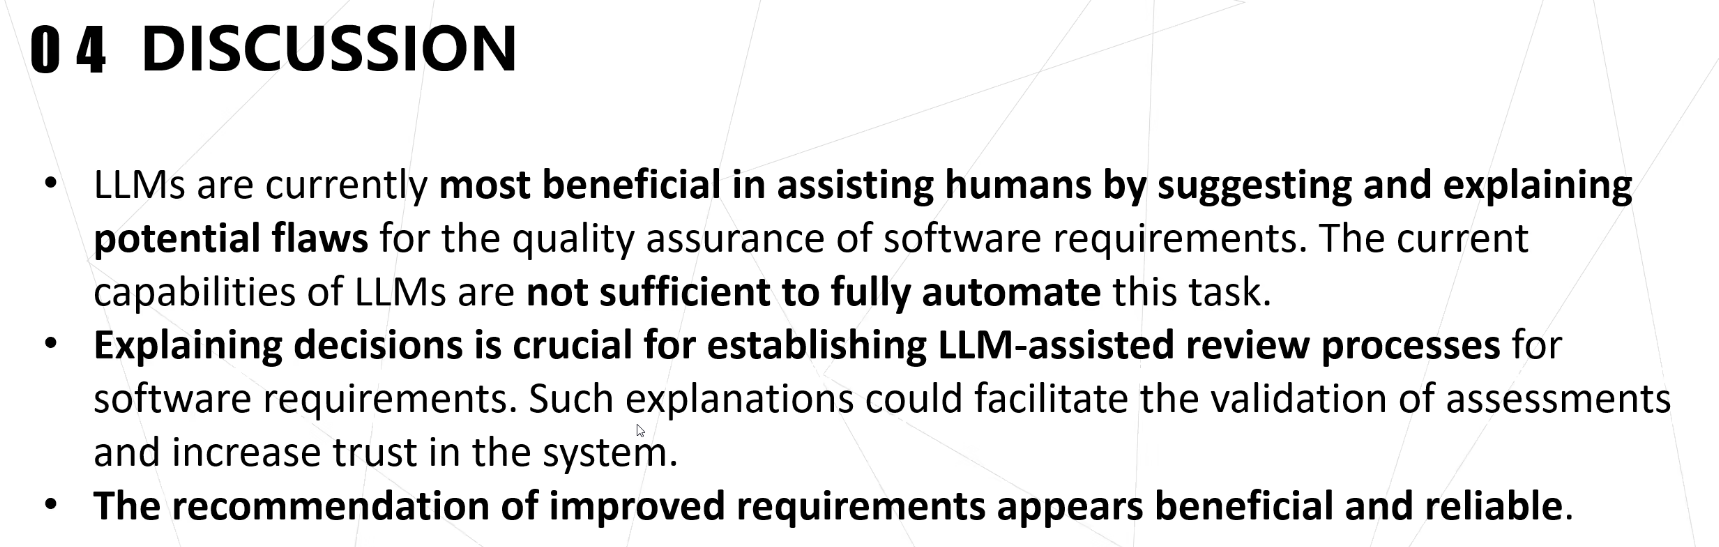 04 DISCUSSION
• LLMs are currently most beneficial in assisting humans by suggesting and explaining
potential flaws for the quality assurance of software requirements. The current
capabilities of LLMs are not sufficient to fully automate this task.
• Explaining decisions is crucial for establishing LLM-assisted review processes for
software requirements. Such explanations could facilitate the validation of assessments
and increase trust in the system.
• The recommendation of improved requirements appears beneficial and reliable.